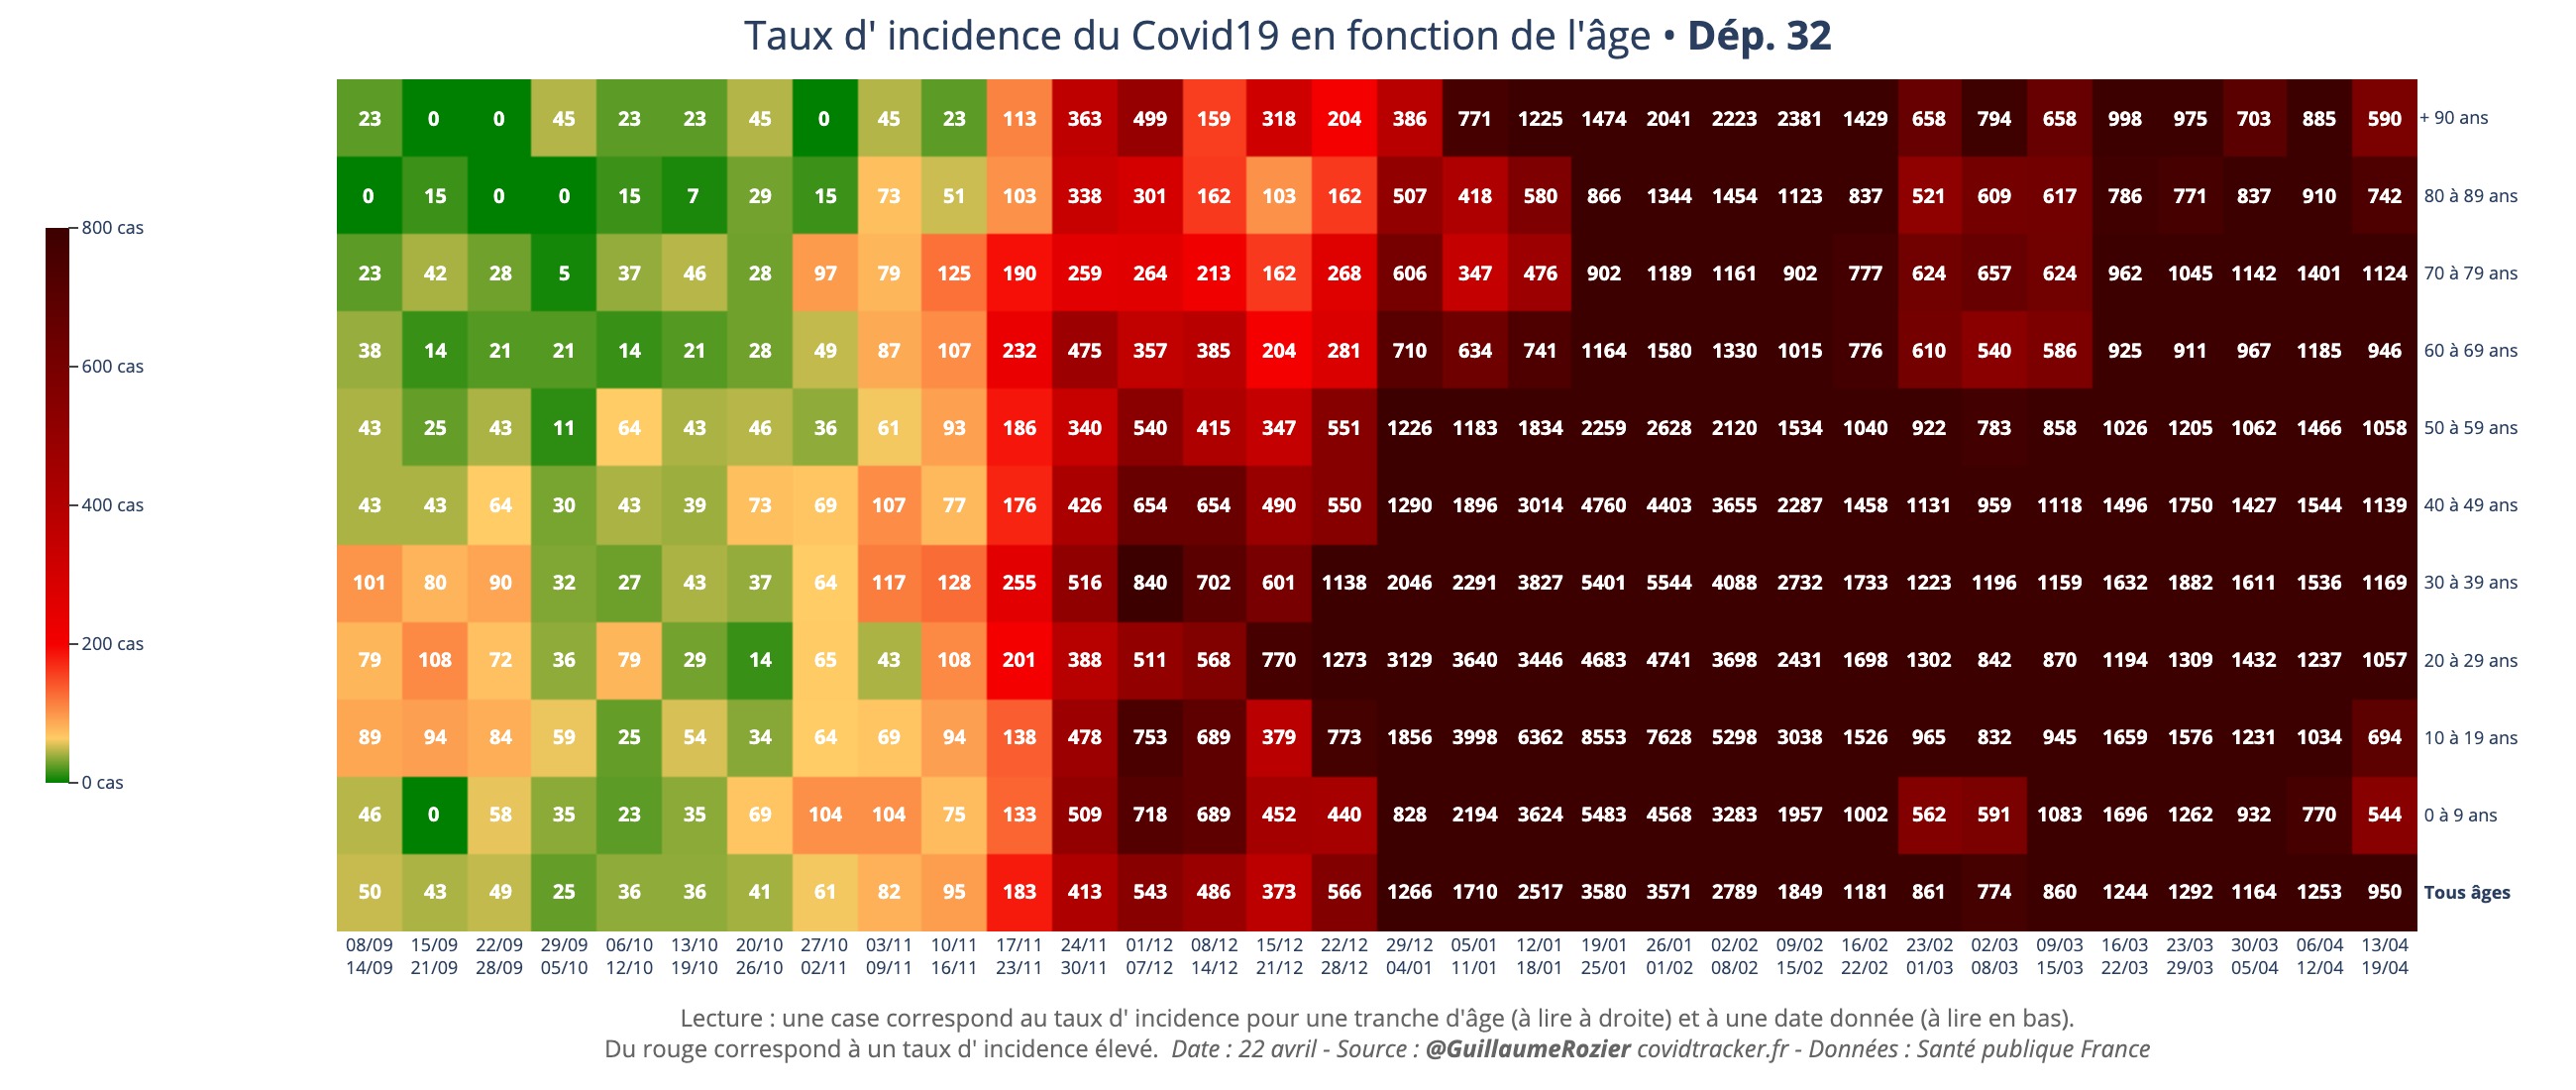 Taux d' incidence du Covid19 en fonction de l'âge • Dép. 32
23 0 0 45 23 23 45 0 45 23 113 363 499 159 318 204 386 771 1225 1474 2041 2223 2381 1429 658 794 658 998 975 703 885 590 + 90 ans
0 15 0 0 15 7 29 15 73 51 103 338 301 162 103 162 507 418 580 866 1344 1454 1123 837 521 609 617 786 771 837 910 742 80 à 89 ans
800 cas
23 42 28 5 37 46 28 97 79 125 190 259 264 213 162 268 606 347 476 902 1189 1161 902 777 624 657 624 962 1045 1142 1401 1124 70 à 79 ans
38 14 21 21 14 21 28 49 87 107 232 475 357 385 204 281 710 634 741 1164 1580 1330 1015 776 610 540 586 925 911 967 1185 946 60 à 69 ans
600 cas
43 25 43 11 64 43 46 36 61 93 186 340 540 415 347 551 1226 1183 1834 2259 2628 2120 1534 1040 922 783 858 1026 1205 1062 1466 1058 50 à 59 ans
400 cas
43 43 64 30 43 39 73 69 107 77 176 426 654 654 490 550 1290 1896 3014 4760 4403 3655 2287 1458 1131 959 1118 1496 1750 1427 1544 1139 40 à 49 ans
101 80 90 32 27 43 37 64 117 128 255 516 840 702 601 1138 2046 2291 3827 5401 5544 4088 2732 1733 1223 1196 1159 1632 1882 1611 1536 1169 30 à 39 ans
200 cas
79 108 72 36 79 29 14 65 43 108 201 388 511 568 770 1273 3129 3640 3446 4683 4741 3698 2431 1698 1302 842 870 1194 1309 1432 1237 1057 20 à 29 ans
89 94 84 59 25 54 34 64 69 94 138 478 753 689 379 773 1856 3998 6362 8553 7628 5298 3038 1526 965 832 945 1659 1576 1231 1034 694 10 à 19 ans
0 cas
46 0 58 35 23 35 69 104 104 75 133 509 718 689 452 440 828 2194 3624 5483 4568 3283 1957 1002 562 591 1083 1696 1262 932 770 544 0 à 9 ans
50 43 49 25 36 36 41 61 82 95 183 413 543 486 373 566 1266 1710 2517 3580 3571 2789 1849 1181 861 774 860 1244 1292 1164 1253 950 Tous âges
08/09 15/09 22/09 29/09 06/10 13/10 20/10 27/10 03/11 10/11 17/11 24/11 01/12 08/12 15/12 22/12 29/12 05/01 12/01 19/01 26/01 02/02 09/02 16/02 23/02 02/03 09/03 16/03 23/03 30/03 06/04 13/04
14/09 21/09 28/09 05/10 12/10 19/10 26/10 02/11 09/11 16/11 23/11 30/11 07/12 14/12 21/12 28/12 04/01 11/01 18/01 25/01 01/02 08/02 15/02 22/02 01/03 08/03 15/03 22/03 29/03 05/04 12/04 19/04
Lecture : une case correspond au taux d' incidence pour une tranche d'âge (à lire à droite) et à une date donnée (à lire en bas).
Du rouge correspond à un taux d' incidence élevé. Date : 22 avril - Source : @GuillaumeRozier covidtracker.fr - Données : Santé publique France